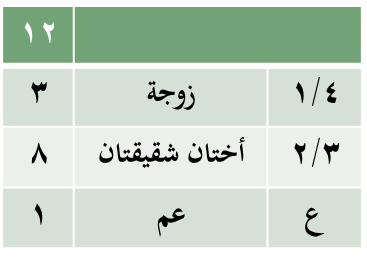 ١٢
١/٤ زوجة ٣
٢/٣ أختان شقيقتان ٨
ع عم ١